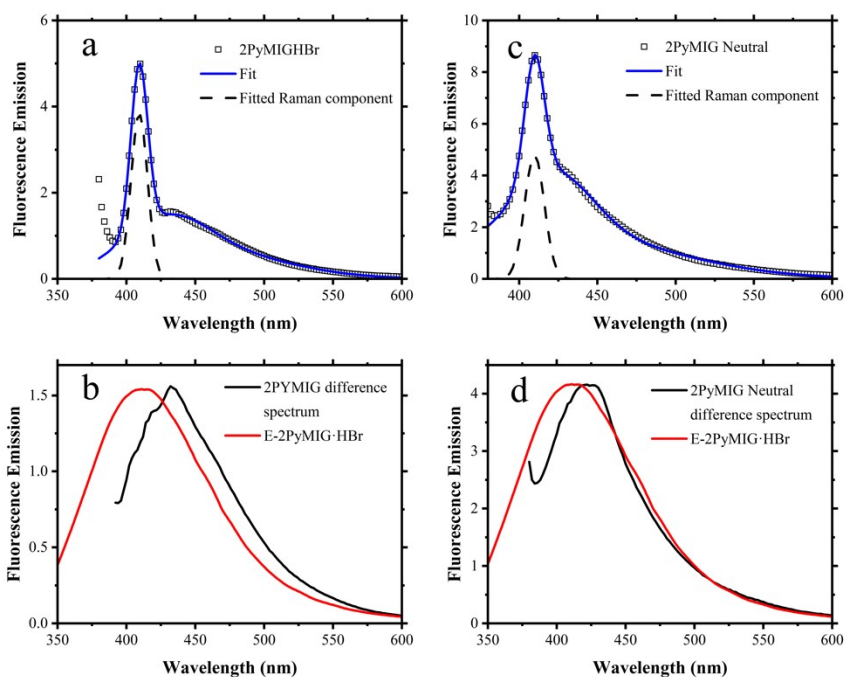 a
2PyMIGHBr
Fit
Fitted Raman component
Fluorescence Emission
6
5
4
3
2
1
0
350 400 450 500 550 600
Wavelength (nm)
c
2PyMIG Neutral
Fit
Fitted Raman component
Fluorescence Emission
10
8
6
4
2
0
400 450 500 550 600
Wavelength (nm)
b
2PYMIG difference
spectrum
E-2PyMIG·HBr
Fluorescence Emission
1.5
1.0
0.5
0.0
350 400 450 500 550 600
Wavelength (nm)
d
2PyMIG Neutral
difference spectrum
E-2PyMIG·HBr
Fluorescence Emission
4
3
2
1
0
350 400 450 500 550 600
Wavelength (nm)